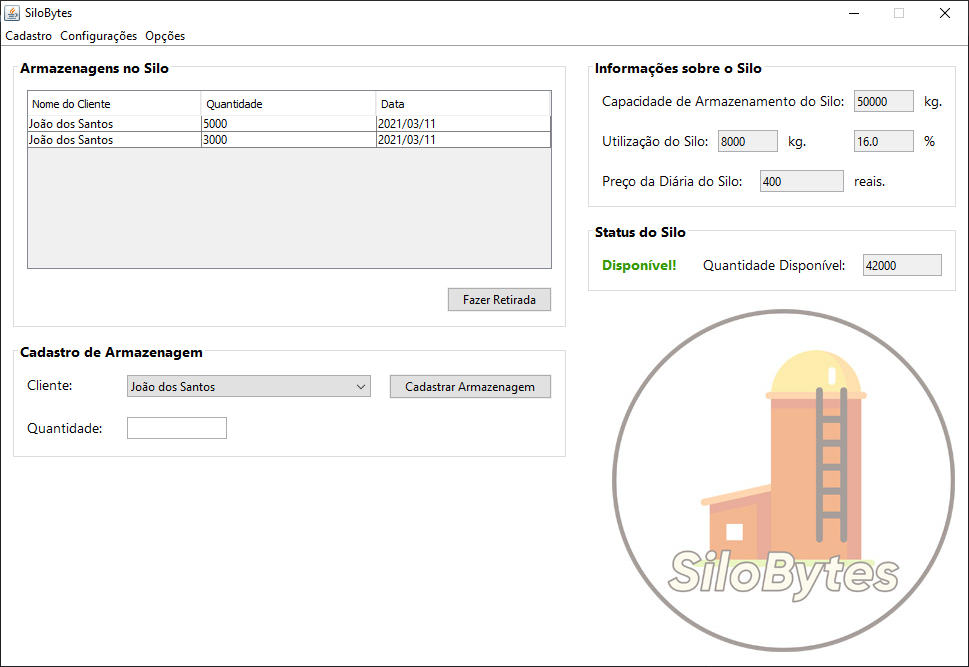 SiloBytes
Cadastro Configurações Opções
Armazenagens no Silo
Nome do Cliente Quantidade Data
João dos Santos 5000 2021/03/11
João dos Santos 3000 2021/03/11
Fazer Retirada
Cadastro de Armazenagem
Cliente: João dos Santos Cadastrar Armazenagem
Quantidade:
Informações sobre o Silo
Capacidade de Armazenamento do Silo: 50000 kg.
Utilização do Silo: 8000 kg. 16.0 %
Preço da Diária do Silo: 400 reais.
Status do Silo
Disponível! Quantidade Disponível: 42000
SiloBytes